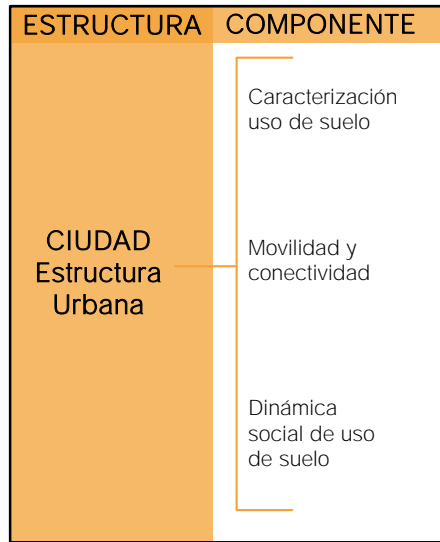 ESTRUCTURA COMPONENTE
CIUDAD
Estructura
Urbana
Caracterización
uso de suelo
Movilidad y
conectividad
Dinámica
social de uso
de suelo